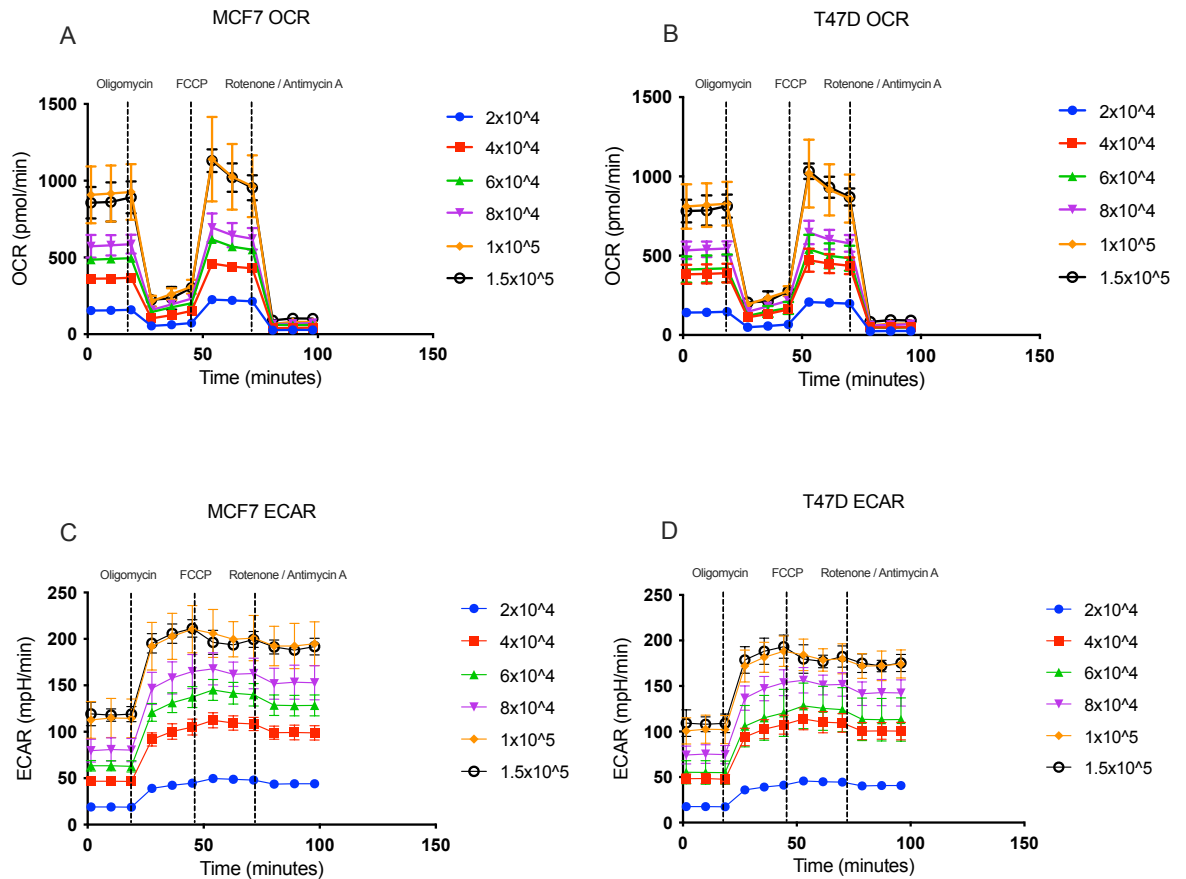 MCF7 OCR
A
Oligomycin FCCP Rotenone / Antimycin A
1500
1000
500
0
OCR (pmol/min)
0 50 100 150
Time (minutes)
2x10^4
4x10^4
6x10^4
8x10^4
1x10^5
1.5x10^5
T47D OCR
B
Oligomycin FCCP Rotenone / Antimycin A
1500
1000
500
0
OCR (pmol/min)
0 50 100 150
Time (minutes)
2x10^4
4x10^4
6x10^4
8x10^4
1x10^5
1.5x10^5
MCF7 ECAR
C
Oligomycin FCCP Rotenone / Antimycin A
250
200
150
100
50
0
ECAR (mpH/min)
0 50 100 150
Time (minutes)
2x10^4
4x10^4
6x10^4
8x10^4
1x10^5
1.5x10^5
T47D ECAR
D
Oligomycin FCCP Rotenone / Antimycin A
250
200
150
100
50
0
ECAR (mpH/min)
0 50 100 150
Time (minutes)
2x10^4
4x10^4
6x10^4
8x10^4
1x10^5
1.5x10^5